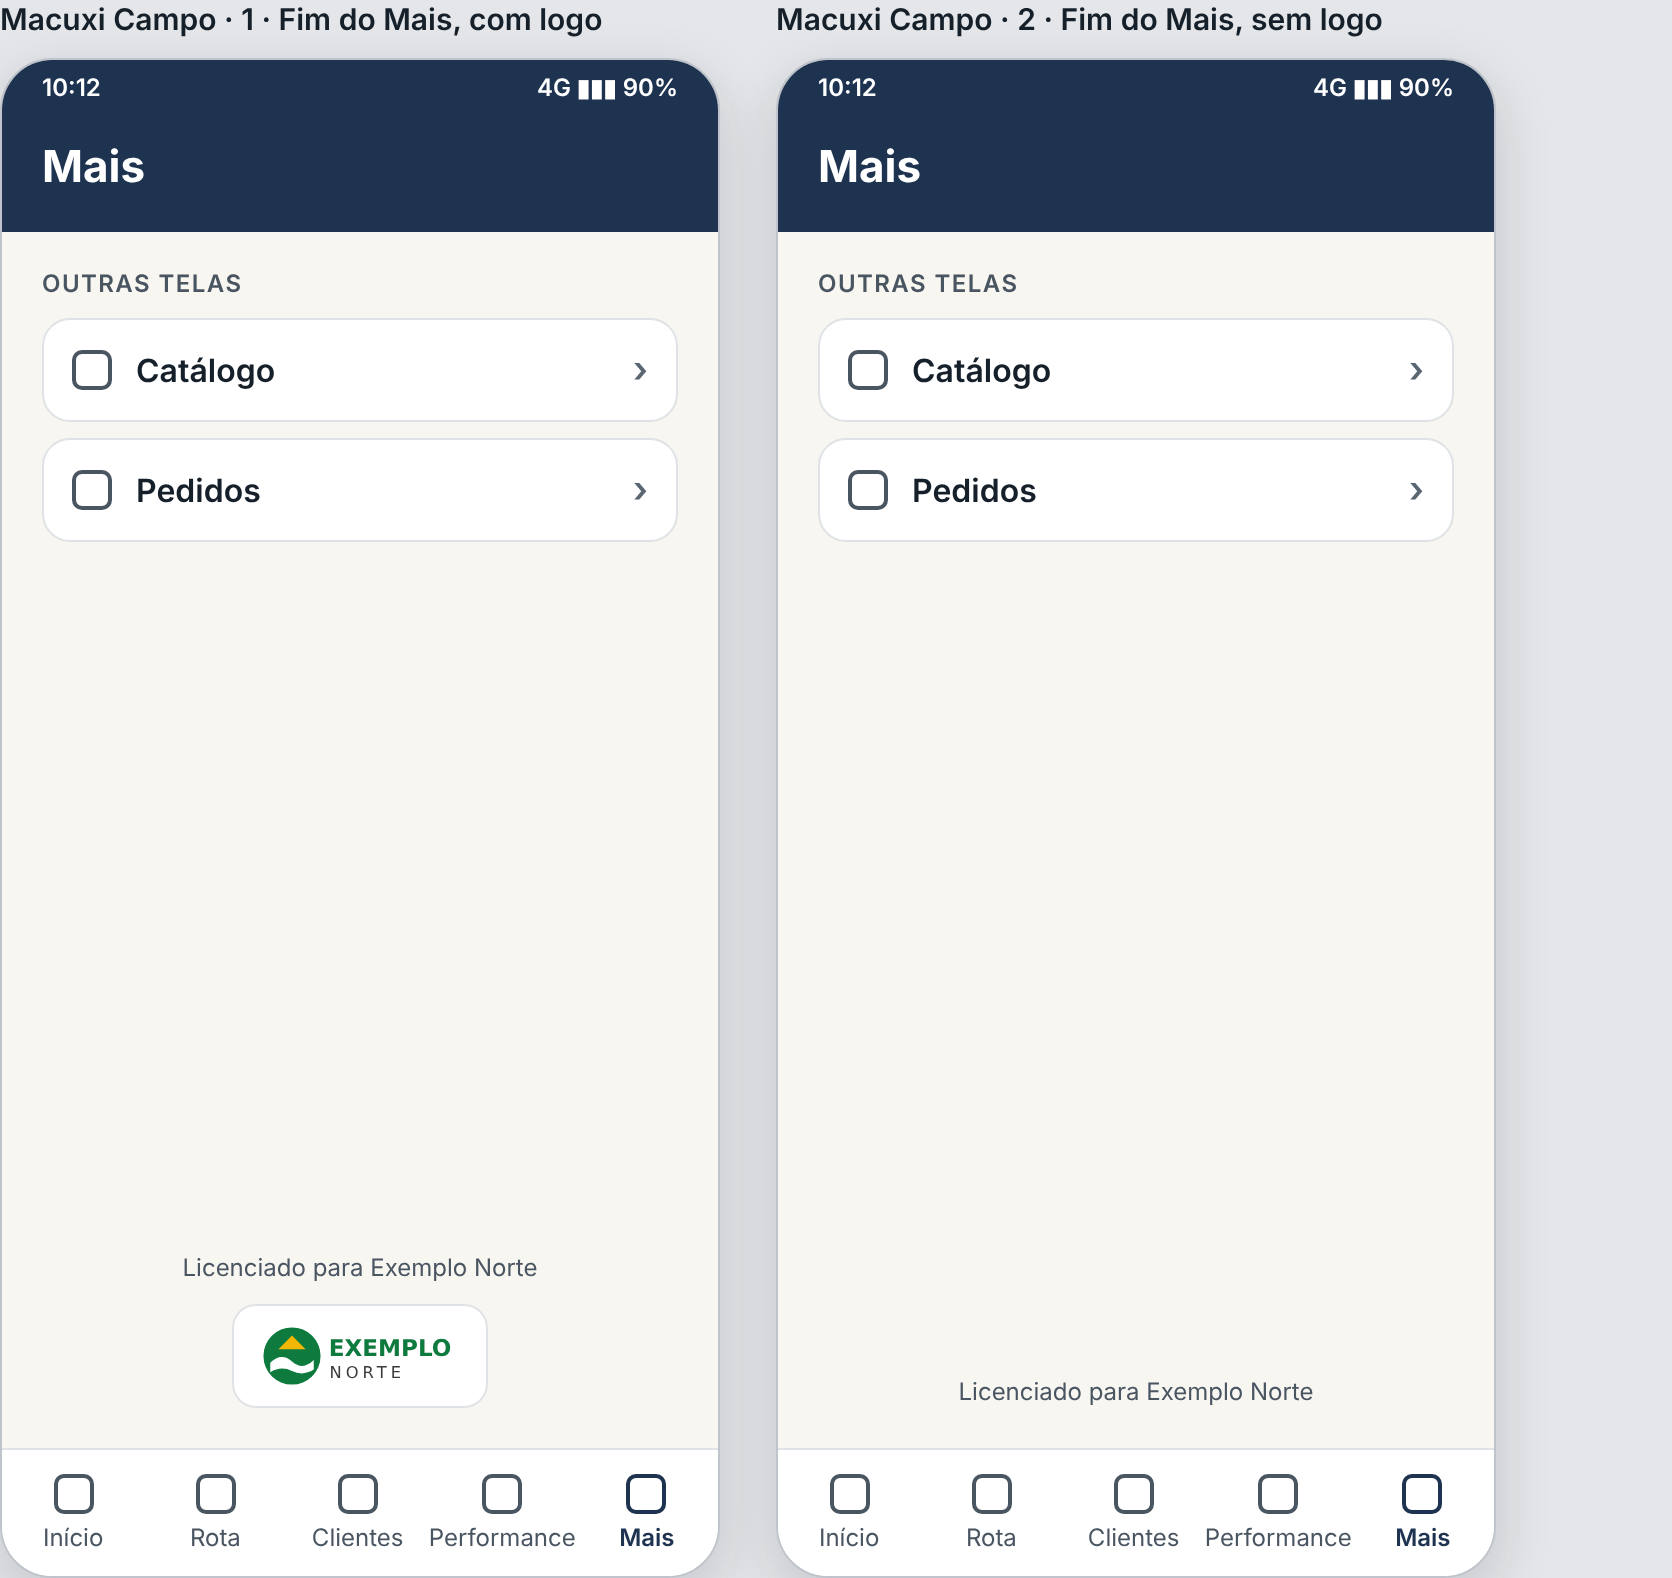 Macuxi Campo · 1 · Fim do Mais, com logo
10:12
4G 90%
Mais
OUTRAS TELAS
Catálogo ›
Pedidos ›
Licenciado para Exemplo Norte
EXEMPLO
NORTE
Início
Rota
Clientes
Performance
Mais
Macuxi Campo · 2 · Fim do Mais, sem logo
10:12
4G 90%
Mais
OUTRAS TELAS
Catálogo ›
Pedidos ›
Licenciado para Exemplo Norte
Início
Rota
Clientes
Performance
Mais